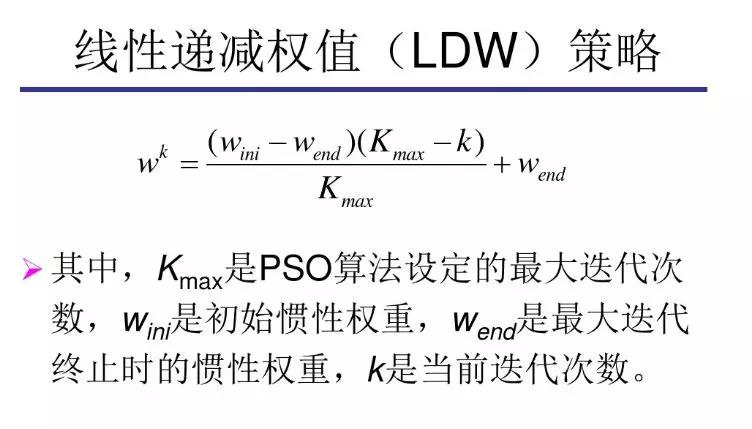 线性递减权值（LDW）策略
w^k = \frac{(w_{ini} - w_{end})(K_{max} - k)}{K_{max}} + w_{end}
➢ 其中，K_{max}是PSO算法设定的最大迭代次
数，w_{ini}是初始惯性权重，w_{end}是最大迭代
终止时的惯性权重，k是当前迭代次数。